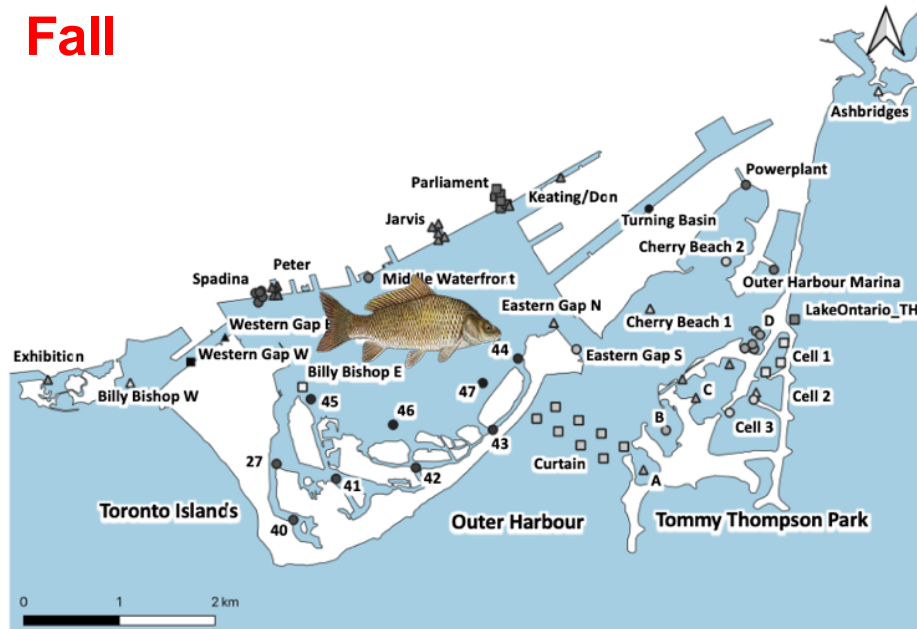 Fall
Ashbridges
Powerplant
Parliament
Keating/Don
Turning Basin
Jarvis
Cherry Beach 2
Peter
Spadina
Middle Waterfront
Outer Harbour Marina
Eastern Gap N
LakeOntario_TH
Cherry Beach 1
D
Western Gap E
Exhibition
Western Gap W
Eastern Gap S
Cell 1
44
Billy Bishop E
Billy Bishop W
47
C
Cell 2
45
46
B
Cell 3
43
27
Curtain
42
41
A
Toronto Islands
Outer Harbour
Tommy Thompson Park
40
0 1 2 km